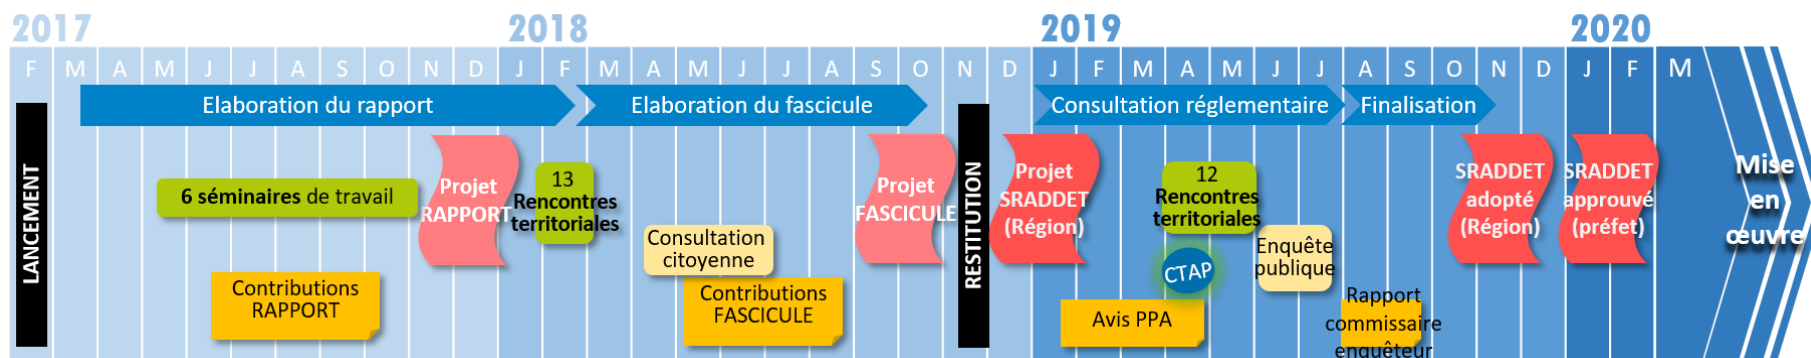 2017 2018 2019 2020
F M A M J J A S O N D J F M A M J J A S O N D J F M A M J J A S O N D J F M
Elaboration du rapport
Elaboration du fascicule
Consultation réglementaire
Finalisation
LANCEMENT
6 séminaires de travail
Contributions
RAPPORT
Projet
RAPPORT
13
Rencontres
territoriales
Consultation
citoyenne
Contributions
FASCICULE
Projet
FASCICULE
RESTITUTION
Projet
SRADDET
(Région)
12
Rencontres
territoriales
CTAP
Avis PPA
Enquête
publique
Rapport
commissaire
enquêteur
SRADDET
adopté
(Région)
SRADDET
approuvé
(préfet)
Mise
en
œuvre